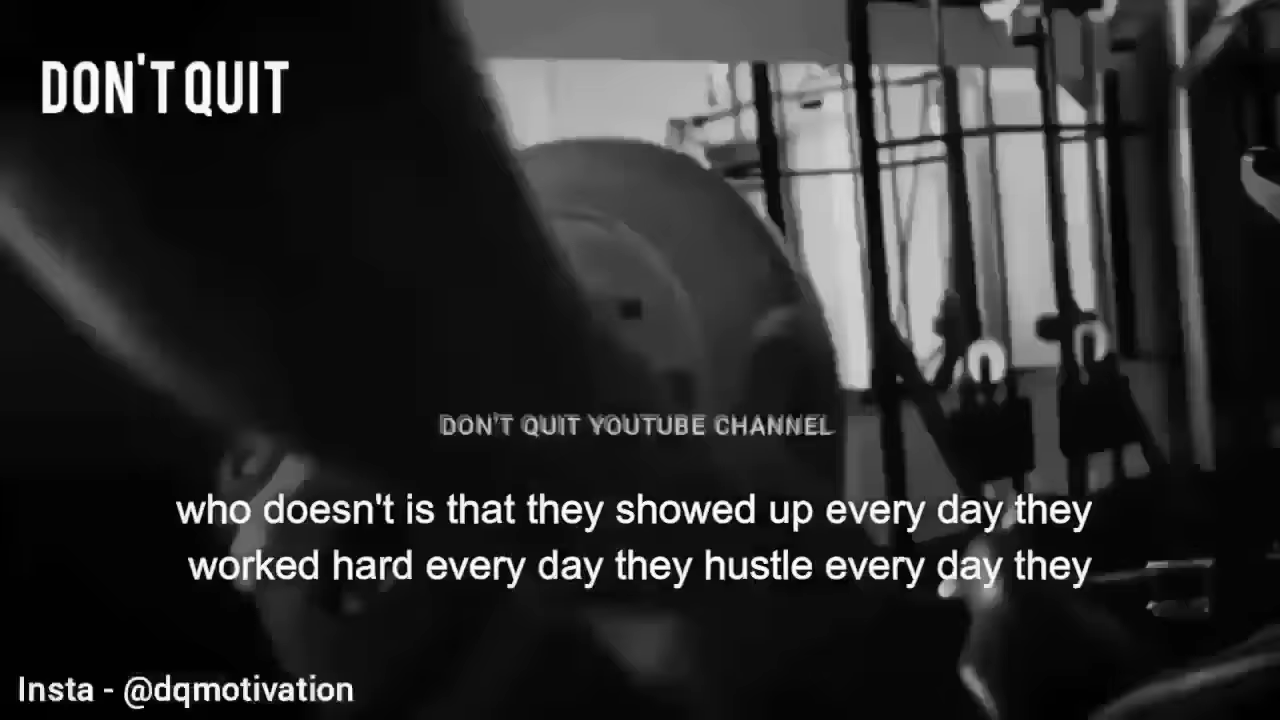 DON'T QUIT
DON'T QUIT YOUTUBE CHANNEL
who doesn't is that they showed up every day they
worked hard every day they hustle every day they
Insta - @dqmotivation